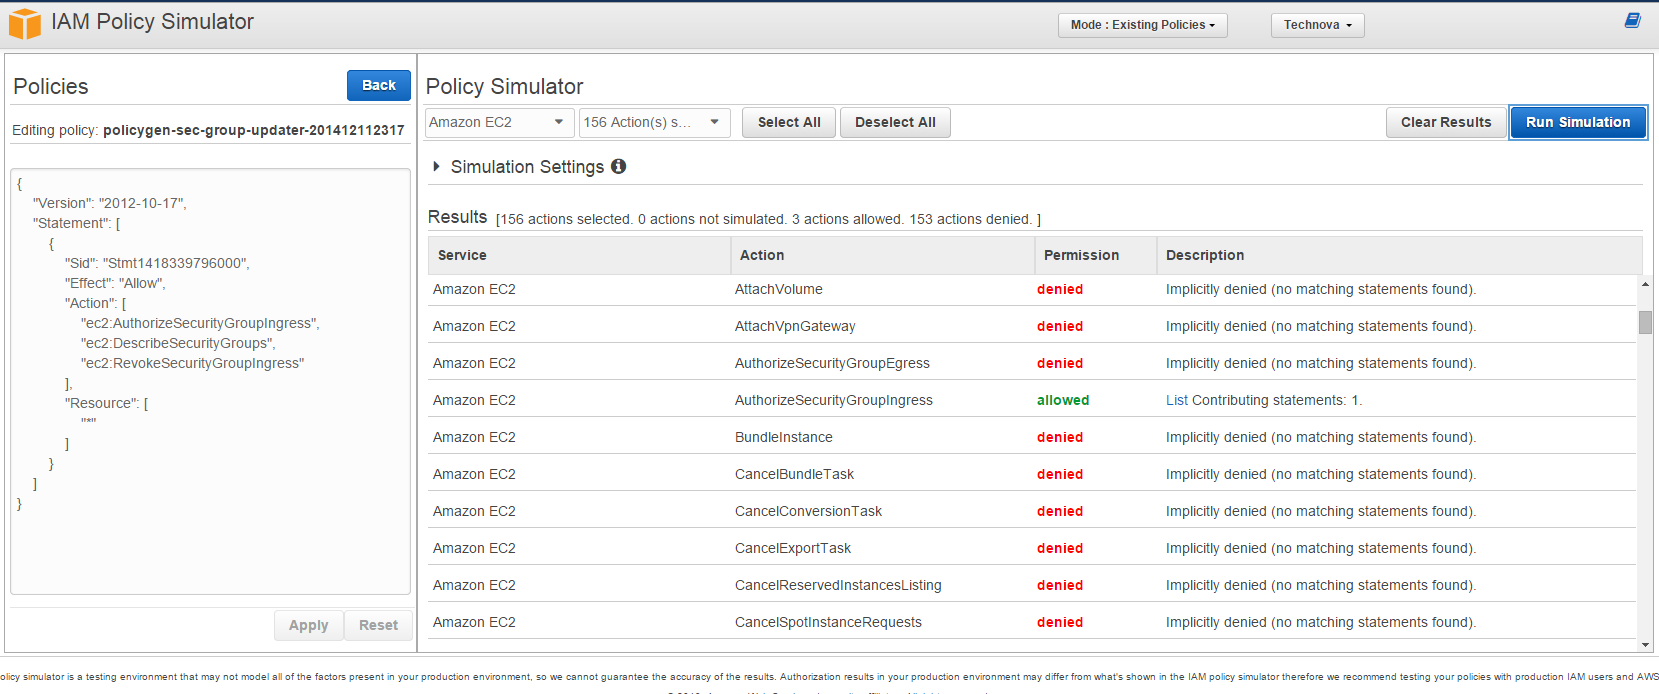 IAM Policy Simulator
Mode : Existing Policies
Technova
Policies
Back
Editing policy: policygen-sec-group-updater-201412112317
{
"Version": "2012-10-17",
"Statement": [
{
"Sid": "Stmt1418339796000",
"Effect": "Allow",
"Action": [
"ec2:AuthorizeSecurityGroupIngress",
"ec2:DescribeSecurityGroups",
"ec2:RevokeSecurityGroupIngress"
],
"Resource": [
"*"
]
}
]
}
Apply Reset
Policy Simulator
Amazon EC2 156 Action(s) s... Select All Deselect All Clear Results Run Simulation
Simulation Settings
Results [156 actions selected. 0 actions not simulated. 3 actions allowed. 153 actions denied. ]
Service Action Permission Description
Amazon EC2 AttachVolume denied Implicitly denied (no matching statements found).
Amazon EC2 AttachVpnGateway denied Implicitly denied (no matching statements found).
Amazon EC2 AuthorizeSecurityGroupEgress denied Implicitly denied (no matching statements found).
Amazon EC2 AuthorizeSecurityGroupIngress allowed List Contributing statements: 1.
Amazon EC2 BundleInstance denied Implicitly denied (no matching statements found).
Amazon EC2 CancelBundleTask denied Implicitly denied (no matching statements found).
Amazon EC2 CancelConversionTask denied Implicitly denied (no matching statements found).
Amazon EC2 CancelExportTask denied Implicitly denied (no matching statements found).
Amazon EC2 CancelReservedInstancesListing denied Implicitly denied (no matching statements found).
Amazon EC2 CancelSpotInstanceRequests denied Implicitly denied (no matching statements found).
olicy simulator is a testing environment that may not model all of the factors present in your production environment, so we cannot guarantee the accuracy of the results. Authorization results in your production environment may differ from what's shown in the IAM policy simulator therefore we recommend testing your policies with production IAM users and AWS